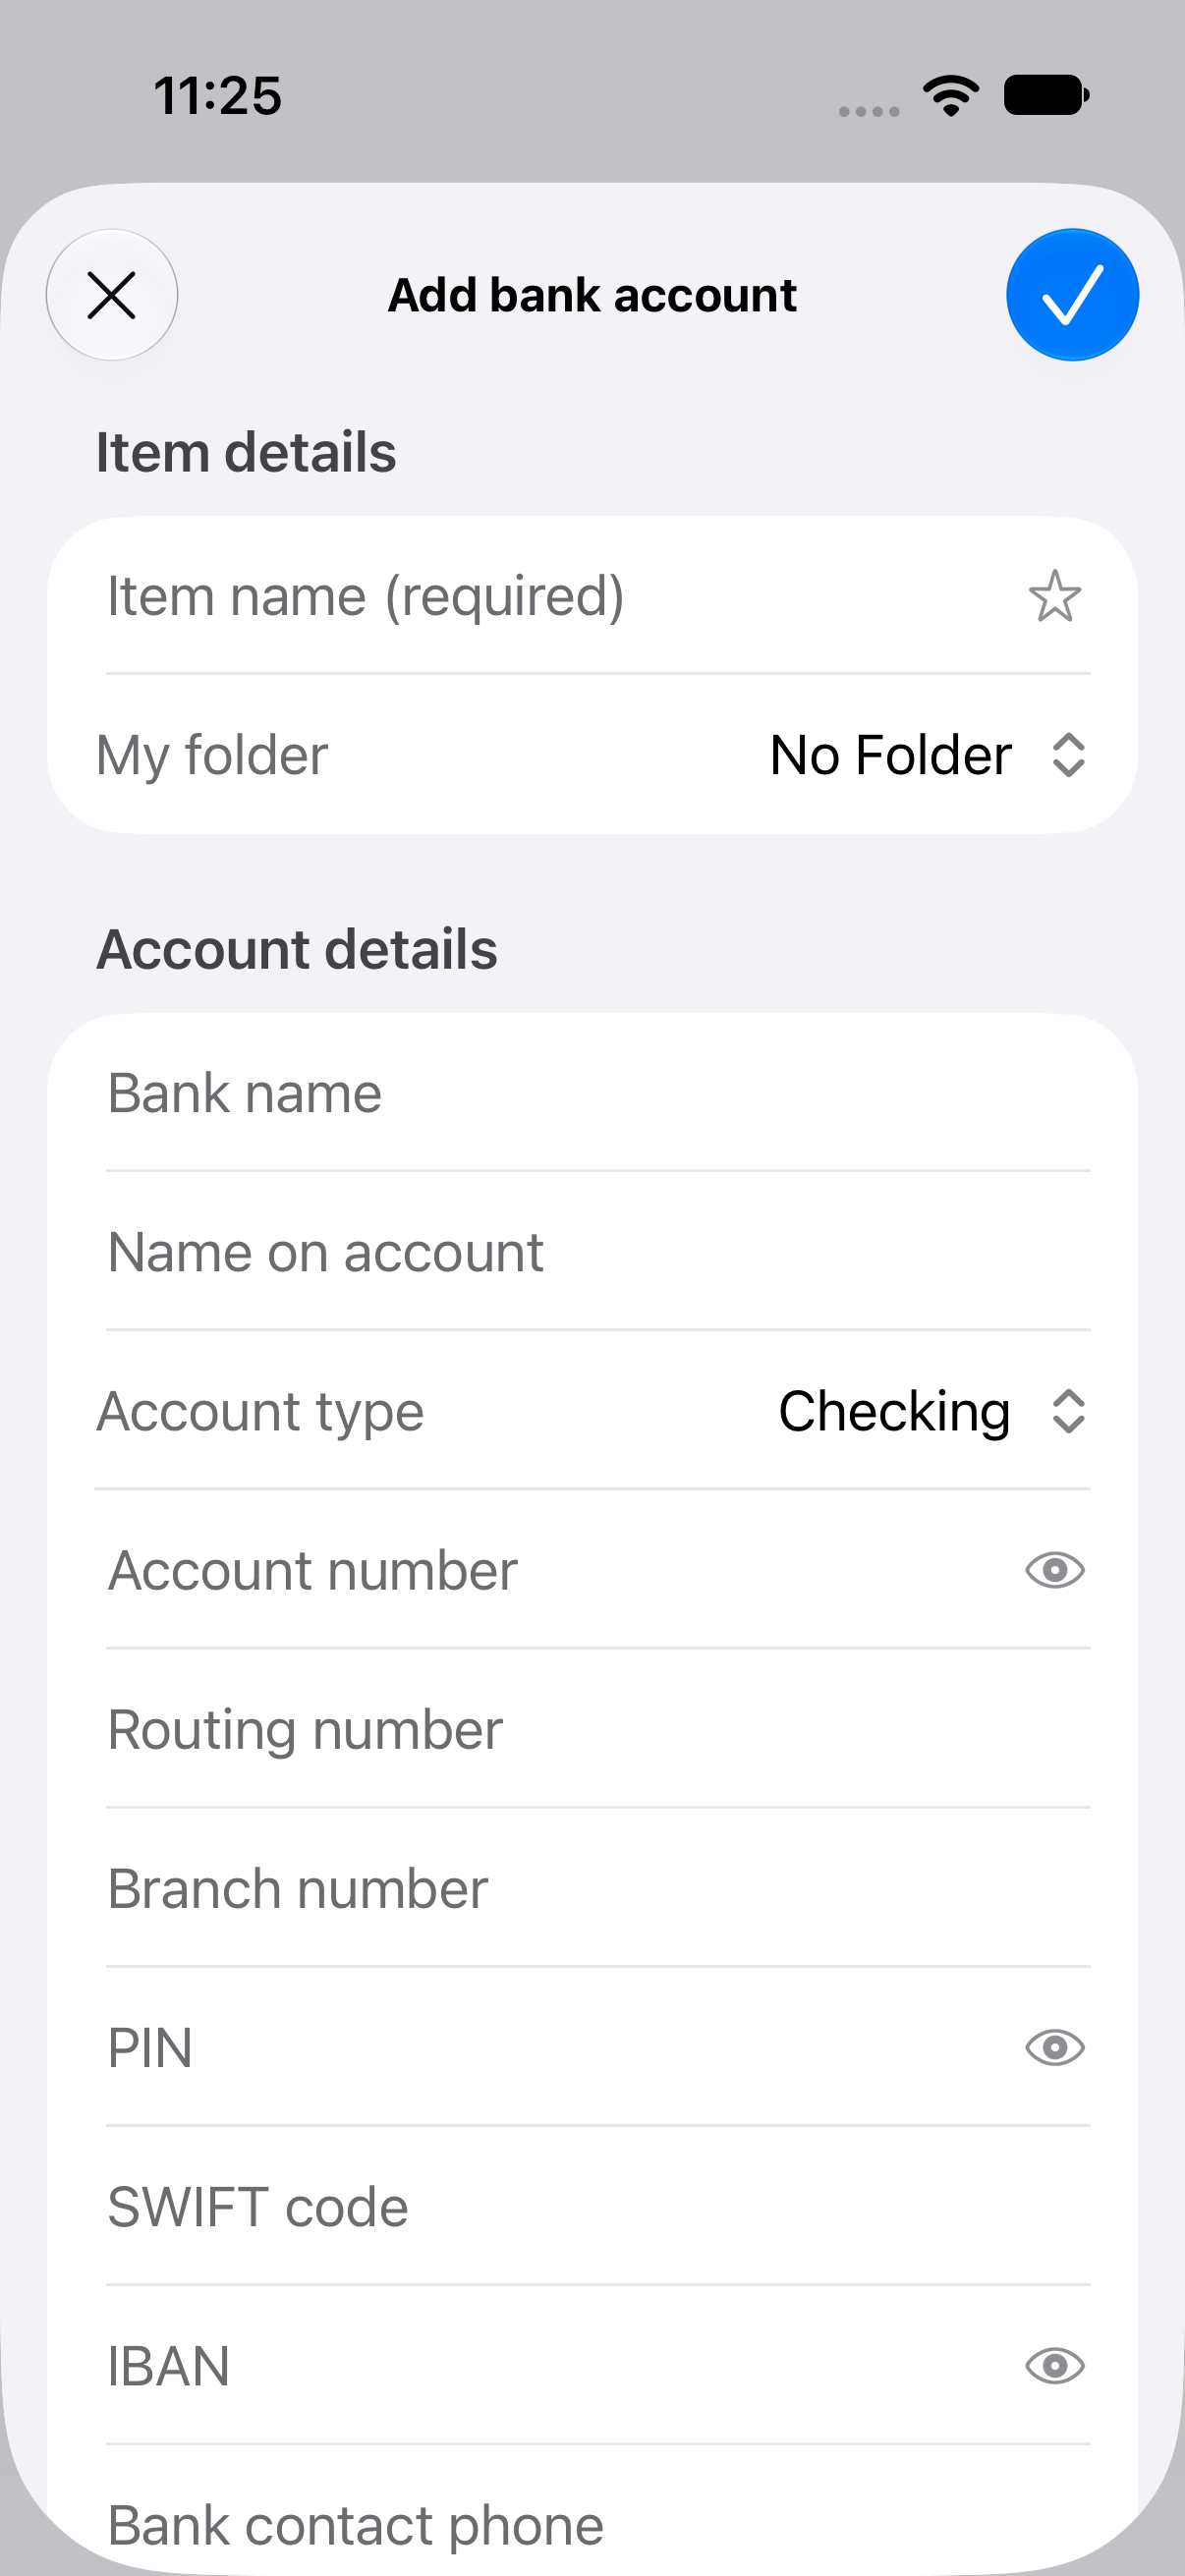 11:25
Add bank account
Item details
Item name (required)
My folder No Folder
Account details
Bank name
Name on account
Account type Checking
Account number
Routing number
Branch number
PIN
SWIFT code
IBAN
Bank contact phone